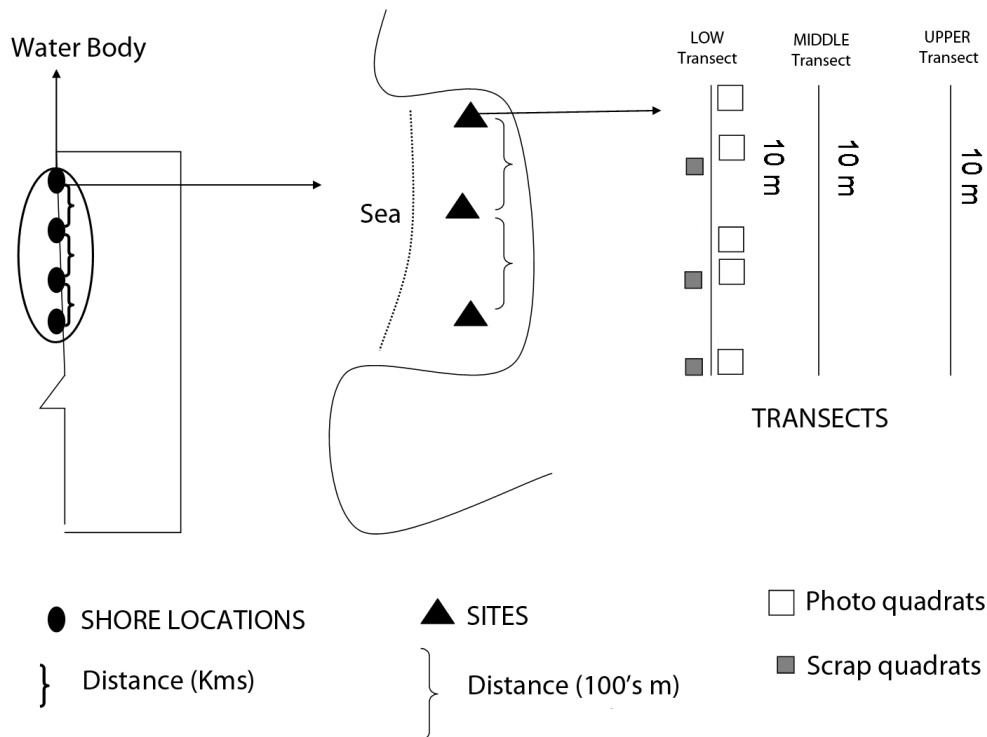 Water Body
Sea
LOW
Transect
MIDDLE
Transect
UPPER
Transect
10 m
10 m
10 m
TRANSECTS
SHORE LOCATIONS
Distance (Kms)
SITES
Distance (100's m)
Photo quadrats
Scrap quadrats